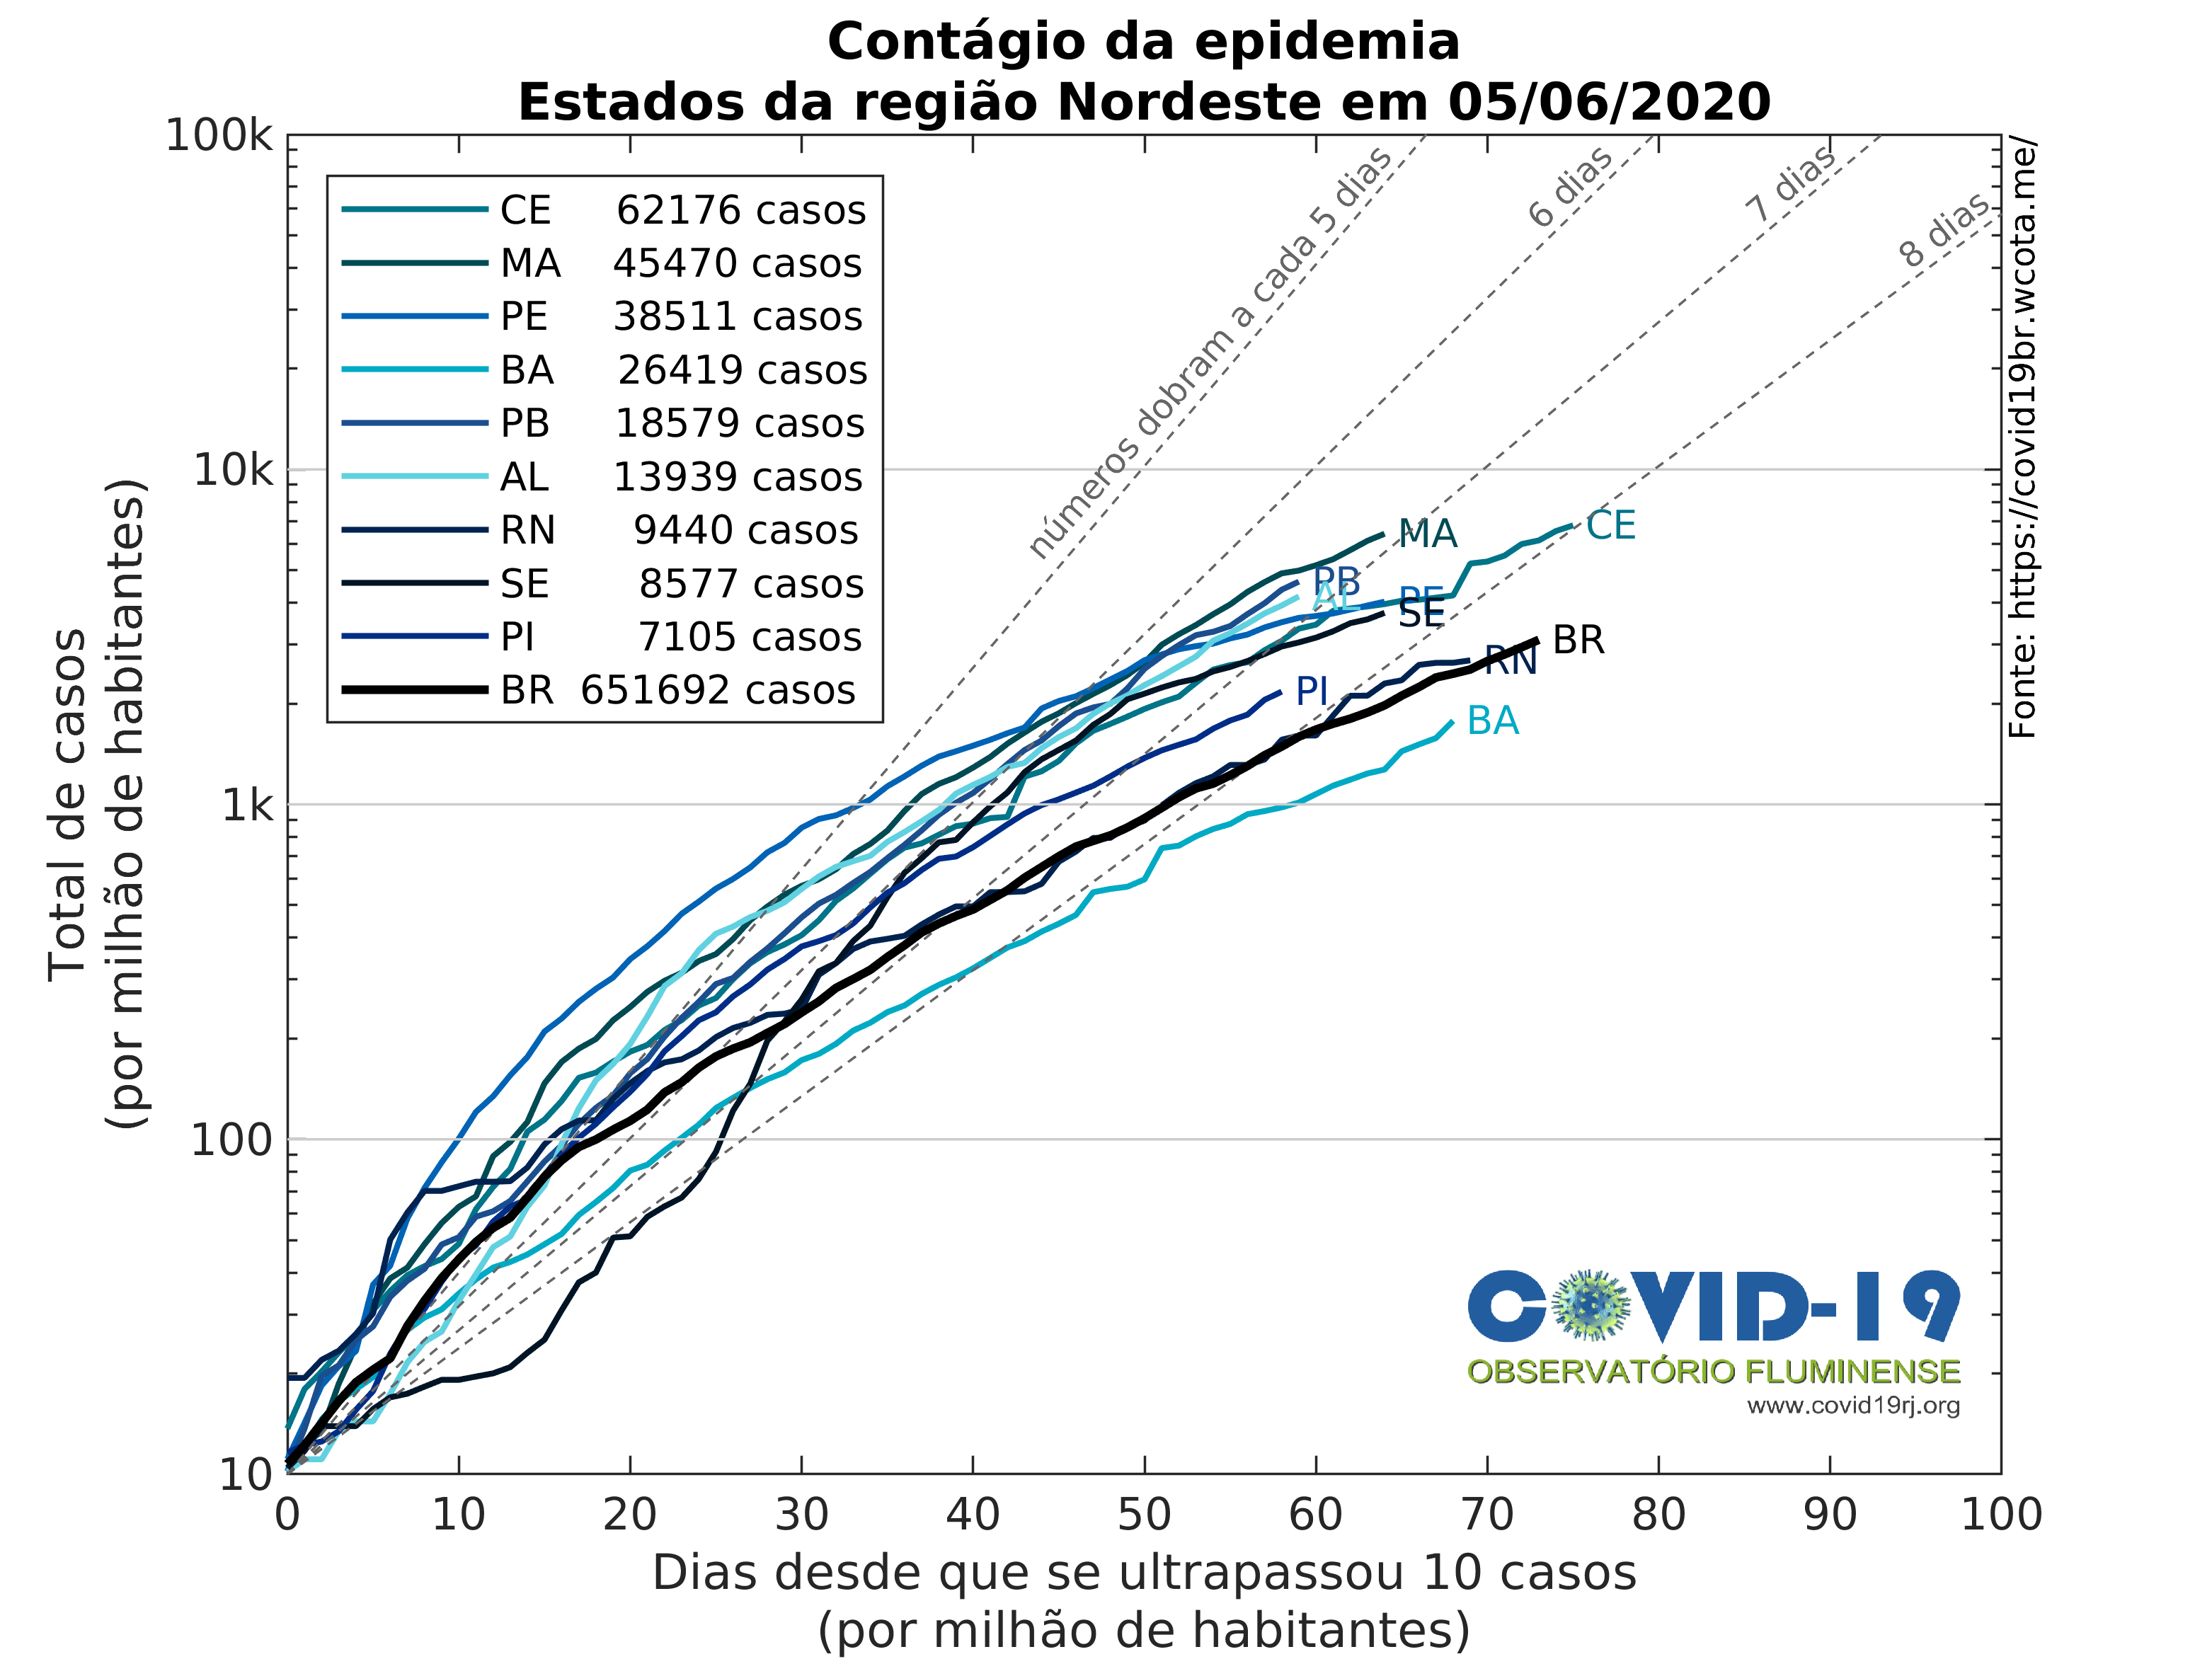 Contágio da epidemia
Estados da região Nordeste em 05/06/2020
Total de casos
(por milhão de habitantes)
100k
10k
1k
100
10
CE 62176 casos
MA 45470 casos
PE 38511 casos
BA 26419 casos
PB 18579 casos
AL 13939 casos
RN 9440 casos
SE 8577 casos
PI 7105 casos
BR 651692 casos
números dobram a cada 5 dias
6 dias
7 dias
8 dias
MA
CE
PB
AL
PE
SE
BR
RN
PI
BA
Fonte: https://covid19br.wcota.me/
COVID-19
OBSERVATÓRIO FLUMINENSE
www.covid19rj.org
0 10 20 30 40 50 60 70 80 90 100
Dias desde que se ultrapassou 10 casos
(por milhão de habitantes)